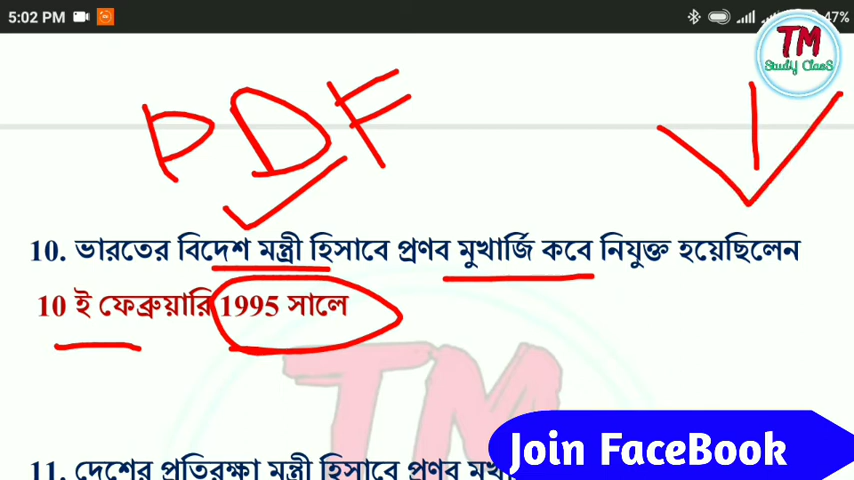 5:02 PM
47%
TM
Study Class
PDF
10. ভারতের বিদেশ মন্ত্রী হিসাবে প্রণব মুখার্জি কবে নিযুক্ত হয়েছিলেন
10 ই ফেব্রুয়ারি 1995 সালে
TM
11. দেশের প্রতিরক্ষা মন্ত্রী হিসাবে প্রণব
Join FaceBook